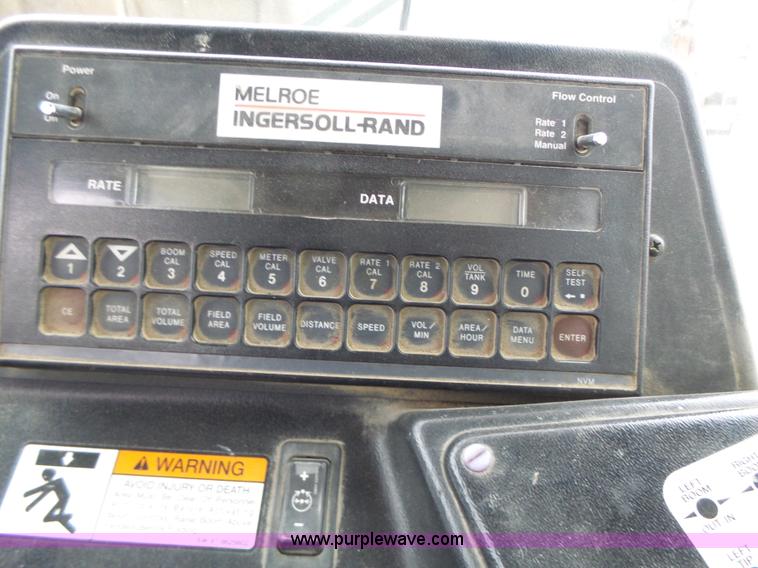 Power
On
MELROE
INGERSOLL-RAND
Flow Control
Rate 1
Rate 2
Manual
RATE
DATA
1
2
BOOM CAL 3
SPEED CAL 4
METER CAL 5
VALVE CAL 6
RATE 1 CAL 7
RATE 2 CAL 8
VOL TANK 9
TIME 0
SELF TEST
CE
TOTAL AREA
TOTAL VOLUME
FIELD AREA
FIELD VOLUME
DISTANCE
SPEED
VOL/ MIN
AREA/ HOUR
DATA MENU
ENTER
NVM
WARNING
AVOID INJURY OR DEATH
+
-
LEFT
BOOM
OUT IN
LEFT
TIP
RIGHT
www.purplewave.com